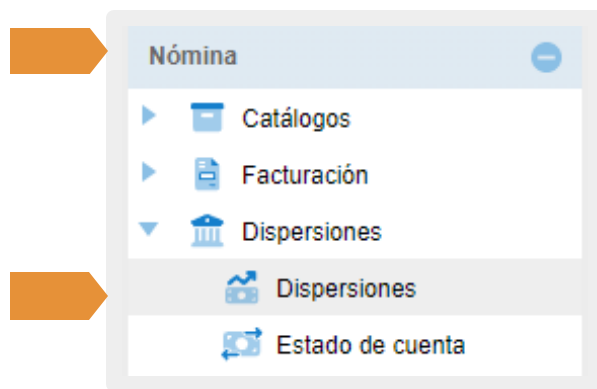 Nómina
Catálogos
Facturación
Dispersiones
Dispersiones
Estado de cuenta